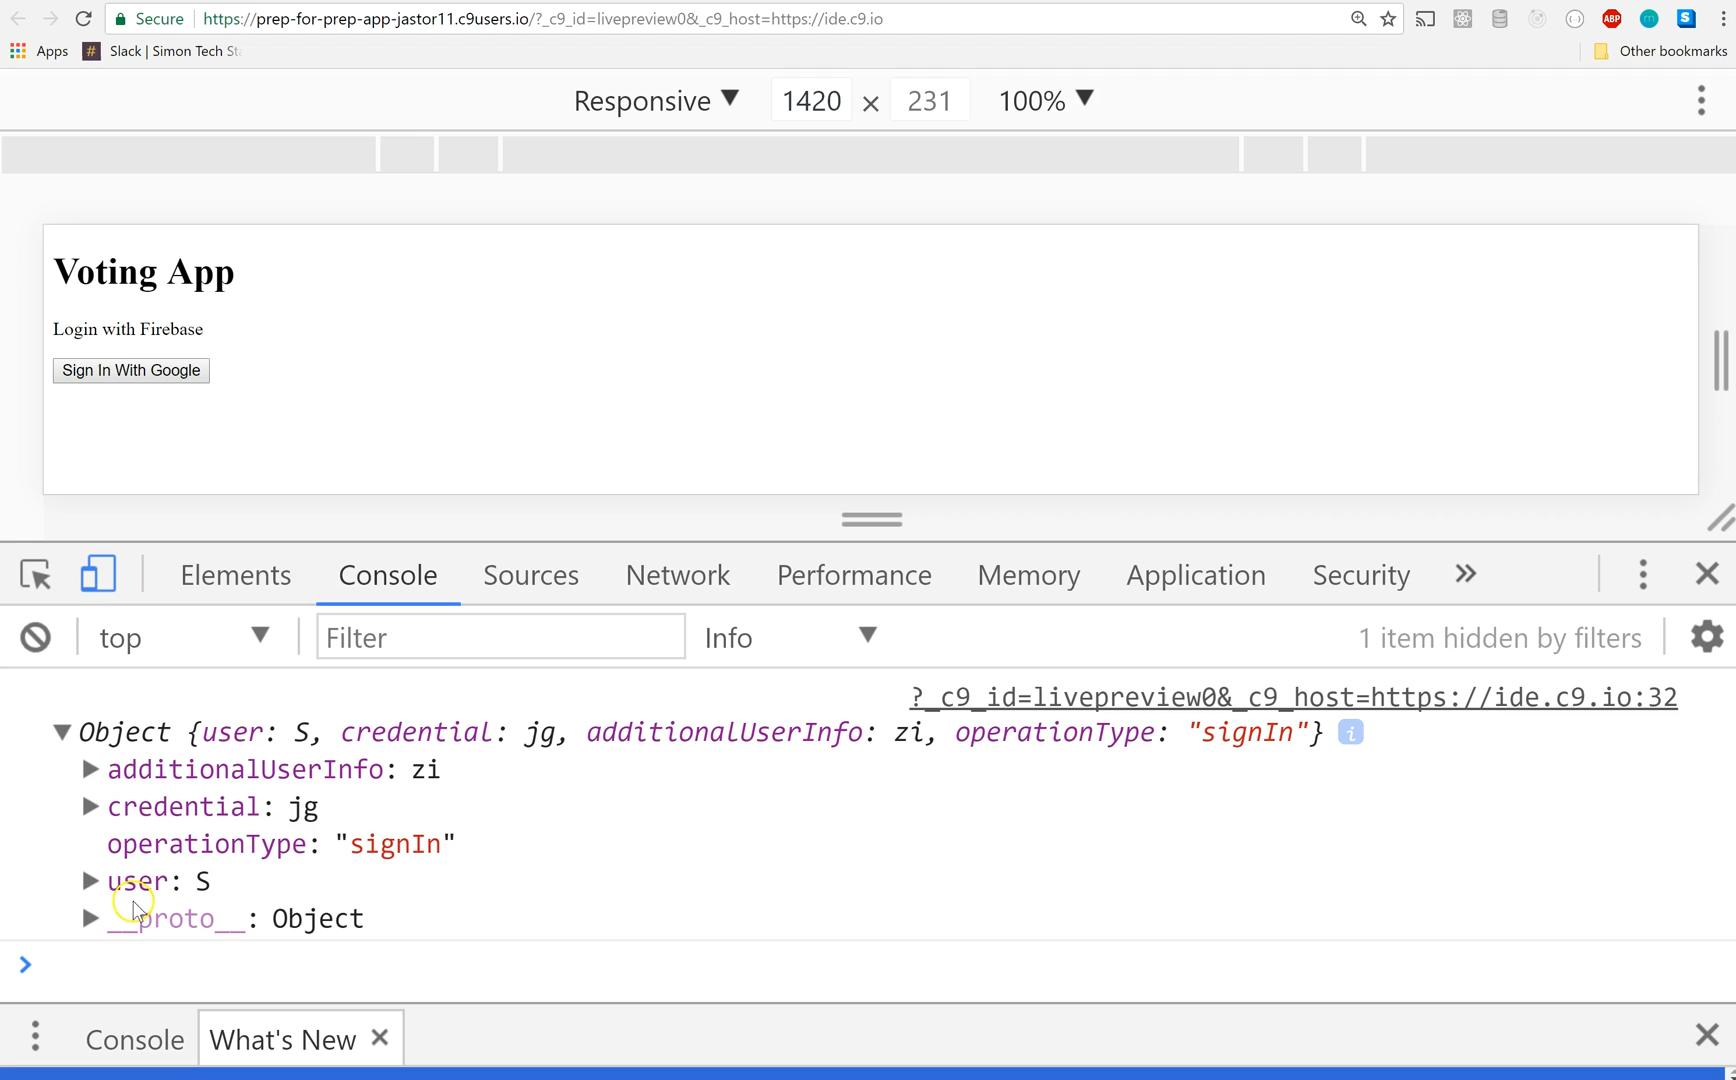 Secure https://prep-for-prep-app-jastor11.c9users.io/?_c9_id=livepreview0&_c9_host=https://ide.c9.io ABP m S
Apps # Slack | Simon Tech St Other bookmarks
Responsive 1420 × 231 100%
Voting App
Login with Firebase
Sign In With Google
Elements Console Sources Network Performance Memory Application Security »
top Filter Info 1 item hidden by filters
?_c9_id=livepreview0&_c9_host=https://ide.c9.io:32
Object {user: S, credential: jg, additionalUserInfo: zi, operationType: "signIn"} i
additionalUserInfo: zi
credential: jg
operationType: "signIn"
user: S
__proto__: Object
>
Console What's New ×